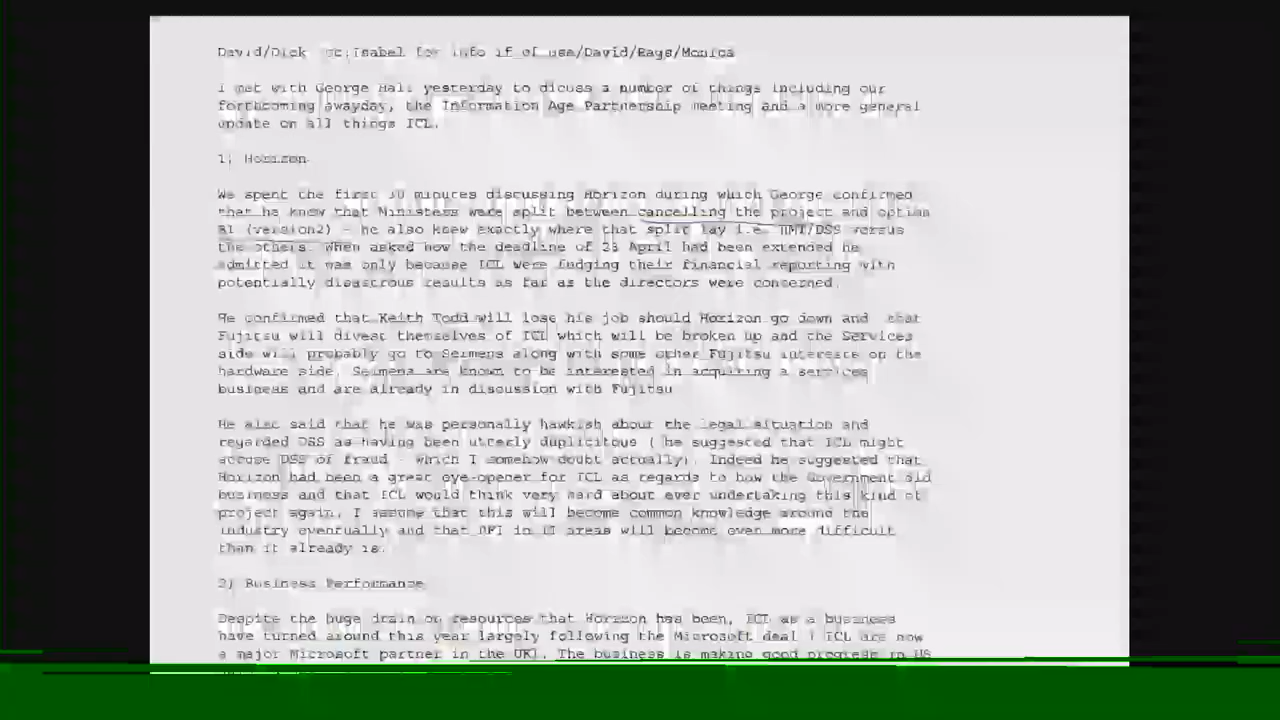 David/Dick cc:Isabel for info if of use/David/Rays/Monica
I met with George Hall yesterday to dicuss a number of things including our
forthcoming awayday, the Information Age Partnership meeting and a more general
update on all things ICL.
1) Horizon
We spent the first 30 minutes discussing Horizon during which George confirmed
that he knew that Ministers were split between cancelling the project and option
B1 (version2) - he also knew exactly where that split lay i.e. HMT/DSS versus
the others. When asked how the deadline of 23 April had been extended he
admitted it was only because ICL were fudging their financial reporting with
potentially disastrous results as far as the directors were concerned.
He confirmed that Keith Todd will lose his job should Horizon go down and that
Fujitsu will divest themselves of ICL which will be broken up and the Services
side will probably go to Seimens along with some other Fujitsu interests on the
hardware side. Seimens are known to be interested in acquiring a services
business and are already in discussion with Fujitsu
He also said that he was personally hawkish about the legal situation and
regarded DSS as having been utterly duplicitous ( he suggested that ICL might
accuse DSS of fraud - which I somehow doubt actually). Indeed he suggested that
Horizon had been a great eye-opener for ICL as regards to how the Government did
business and that ICL would think very hard about ever undertaking this kind of
project again. I assume that this will become common knowledge around the
industry eventually and that PFI in IT areas will become even more difficult
than it already is.
2) Business Performance
Despite the huge drain on resources that Horizon has been, ICL as a business
have turned around this year largely following the Microsoft deal ( ICL are now
a major Microsoft partner in the UK). The business is making good progress in US